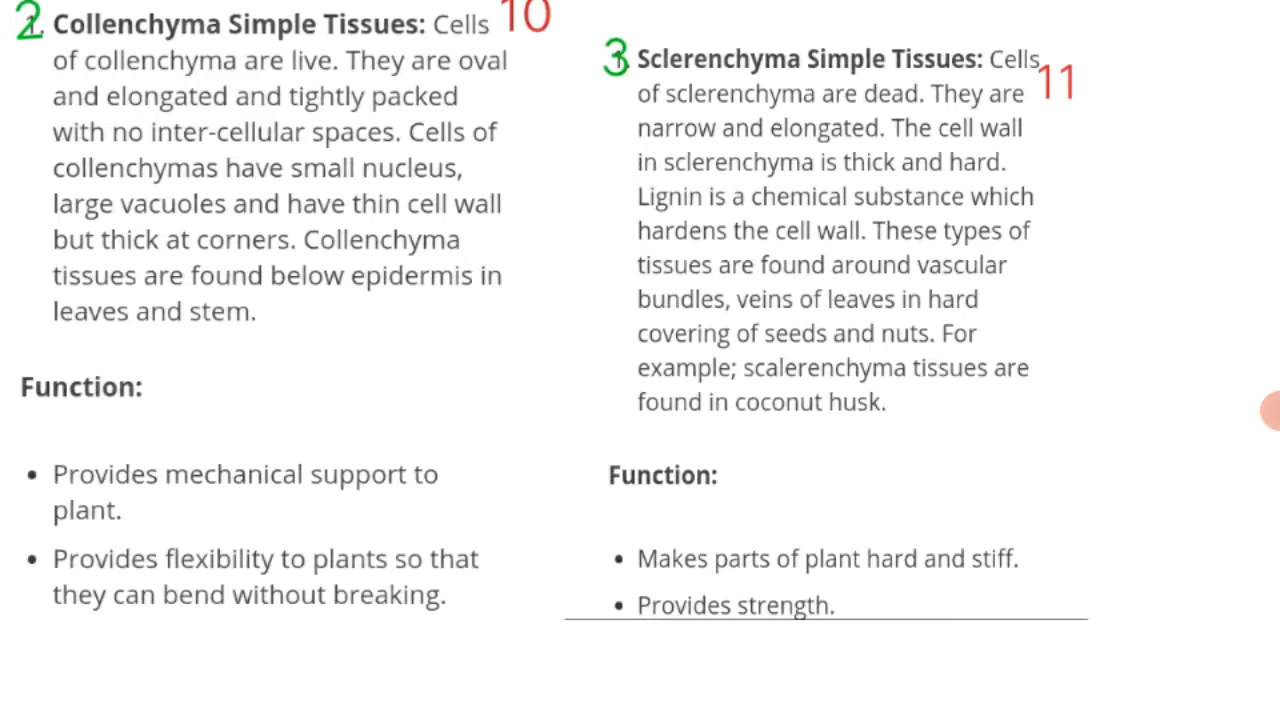 2. Collenchyma Simple Tissues: Cells 10
of collenchyma are live. They are oval
and elongated and tightly packed
with no inter-cellular spaces. Cells of
collenchymas have small nucleus,
large vacuoles and have thin cell wall
but thick at corners. Collenchyma
tissues are found below epidermis in
leaves and stem.
Function:
• Provides mechanical support to
plant.
• Provides flexibility to plants so that
they can bend without breaking.
3. Sclerenchyma Simple Tissues: Cells
11
of sclerenchyma are dead. They are
narrow and elongated. The cell wall
in sclerenchyma is thick and hard.
Lignin is a chemical substance which
hardens the cell wall. These types of
tissues are found around vascular
bundles, veins of leaves in hard
covering of seeds and nuts. For
example; scalerenchyma tissues are
found in coconut husk.
Function:
• Makes parts of plant hard and stiff.
• Provides strength.